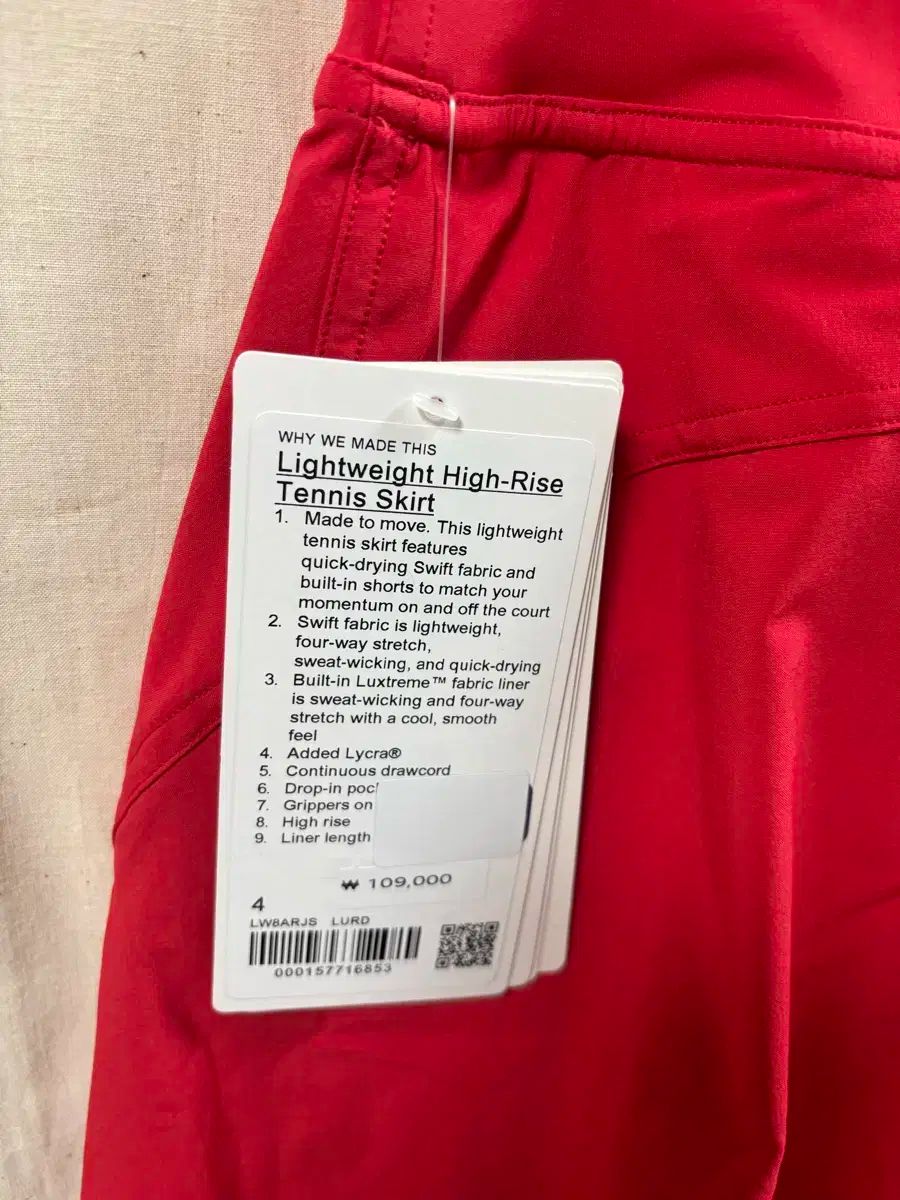 WHY WE MADE THIS
Lightweight High-Rise
Tennis Skirt
1. Made to move. This lightweight
tennis skirt features
quick-drying Swift fabric and
built-in shorts to match your
momentum on and off the court
2. Swift fabric is lightweight,
four-way stretch,
sweat-wicking, and quick-drying
3. Built-in Luxtreme™ fabric liner
is sweat-wicking and four-way
stretch with a cool, smooth
feel
4. Added Lycra®
5. Continuous drawcord
6. Drop-in
7. Grippers on
8. High rise
9. Liner length
₩ 109,000
4
LW8ARJS LURD
000157716853